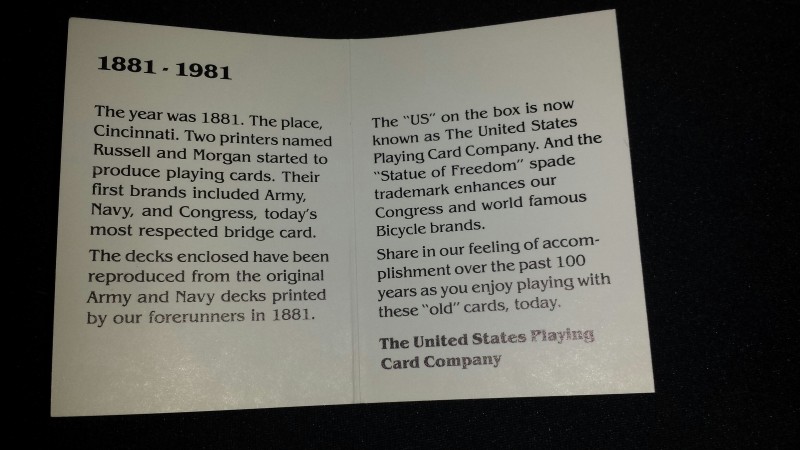 1881 - 1981
The year was 1881. The place,
Cincinnati. Two printers named
Russell and Morgan started to
produce playing cards. Their
first brands included Army,
Navy, and Congress, today's
most respected bridge card.
The decks enclosed have been
reproduced from the original
Army and Navy decks printed
by our forerunners in 1881.
The "US" on the box is now
known as The United States
Playing Card Company. And the
"Statue of Freedom" spade
trademark enhances our
Congress and world famous
Bicycle brands.
Share in our feeling of accom-
plishment over the past 100
years as you enjoy playing with
these "old" cards, today.
The United States Playing
Card Company